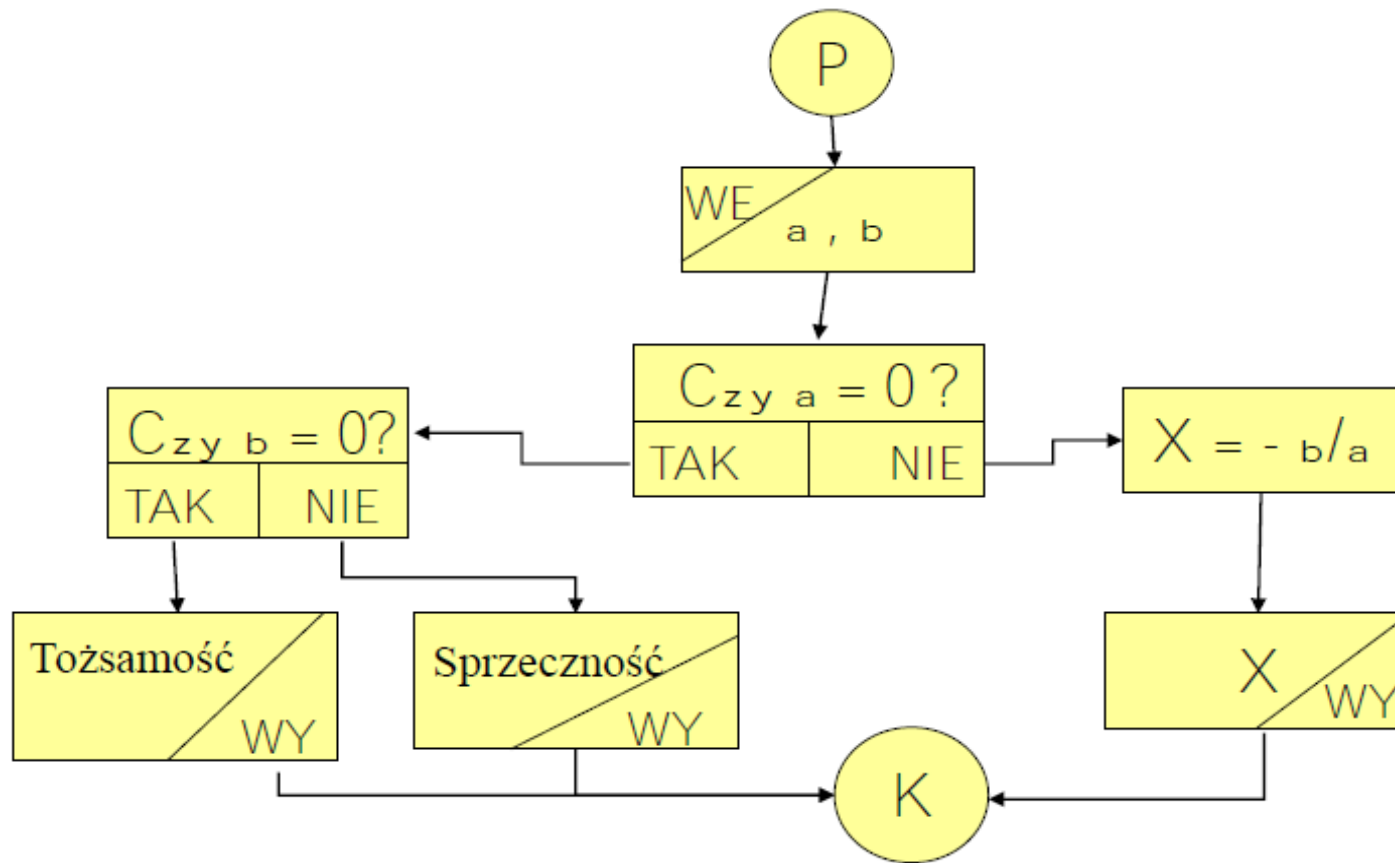 P
WE
a , b
Czy a = 0 ?
TAK NIE
Czy b = 0?
TAK NIE
X = - b/a
Tożsamość
WY
Sprzeczność
WY
X
WY
K